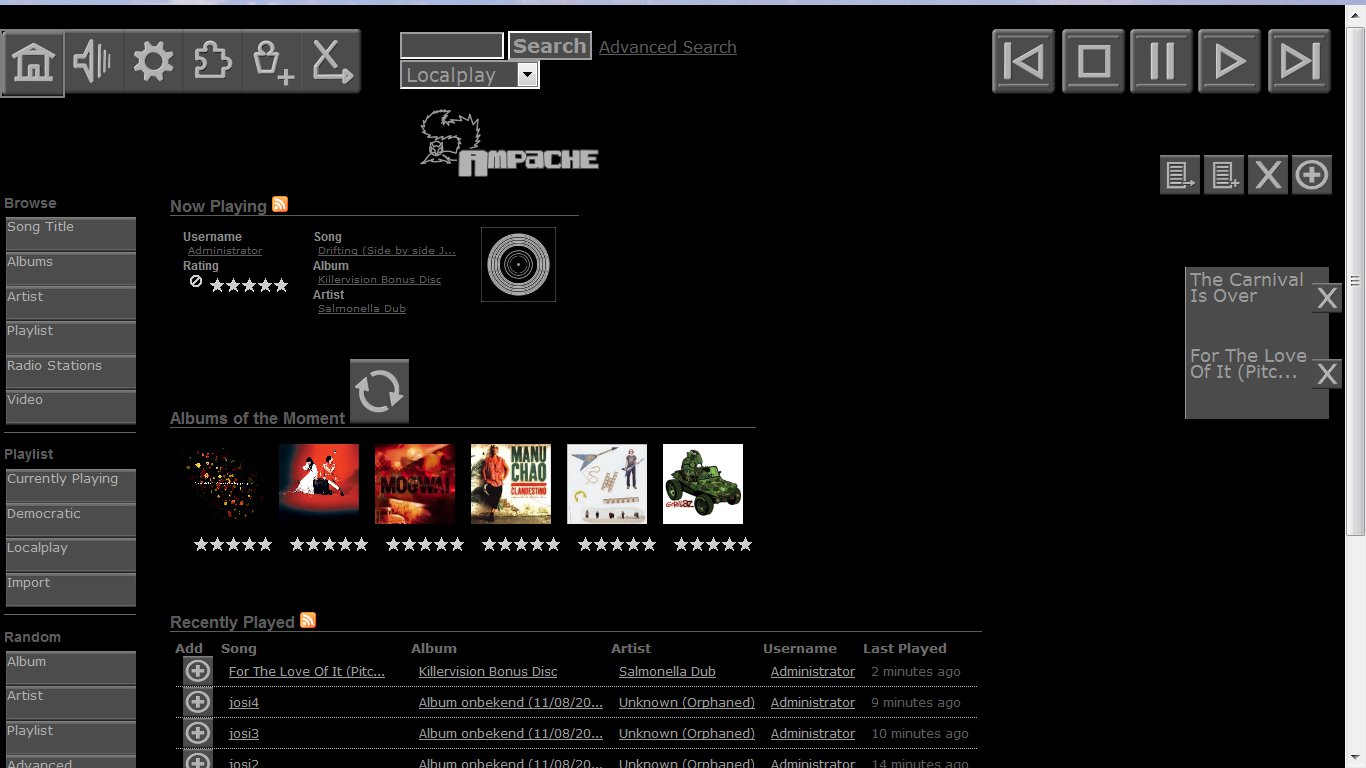 Search
Advanced Search
Localplay
AMPACHE
Browse
Song Title
Albums
Artist
Playlist
Radio Stations
Video
Playlist
Currently Playing
Democratic
Localplay
Import
Random
Album
Artist
Playlist
Advanced
Now Playing
Username
Administrator
Rating
Song
Drifting (Side by side J...
Album
Killervision Bonus Disc
Artist
Salmonella Dub
Albums of the Moment
MOGWAI
MANU
CHAO
CLANDESTINO
GORILLAZ
Recently Played
Add Song Album Artist Username Last Played
For The Love Of It (Pitc... Killervision Bonus Disc Salmonella Dub Administrator 2 minutes ago
josi4 Album onbekend (11/08/20... Unknown (Orphaned) Administrator 9 minutes ago
josi3 Album onbekend (11/08/20... Unknown (Orphaned) Administrator 10 minutes ago
josi2 Album onbekend (11/08/20... Unknown (Orphaned) Administrator 14 minutes ago
The Carnival
Is Over
For The Love
Of It (Pitc...